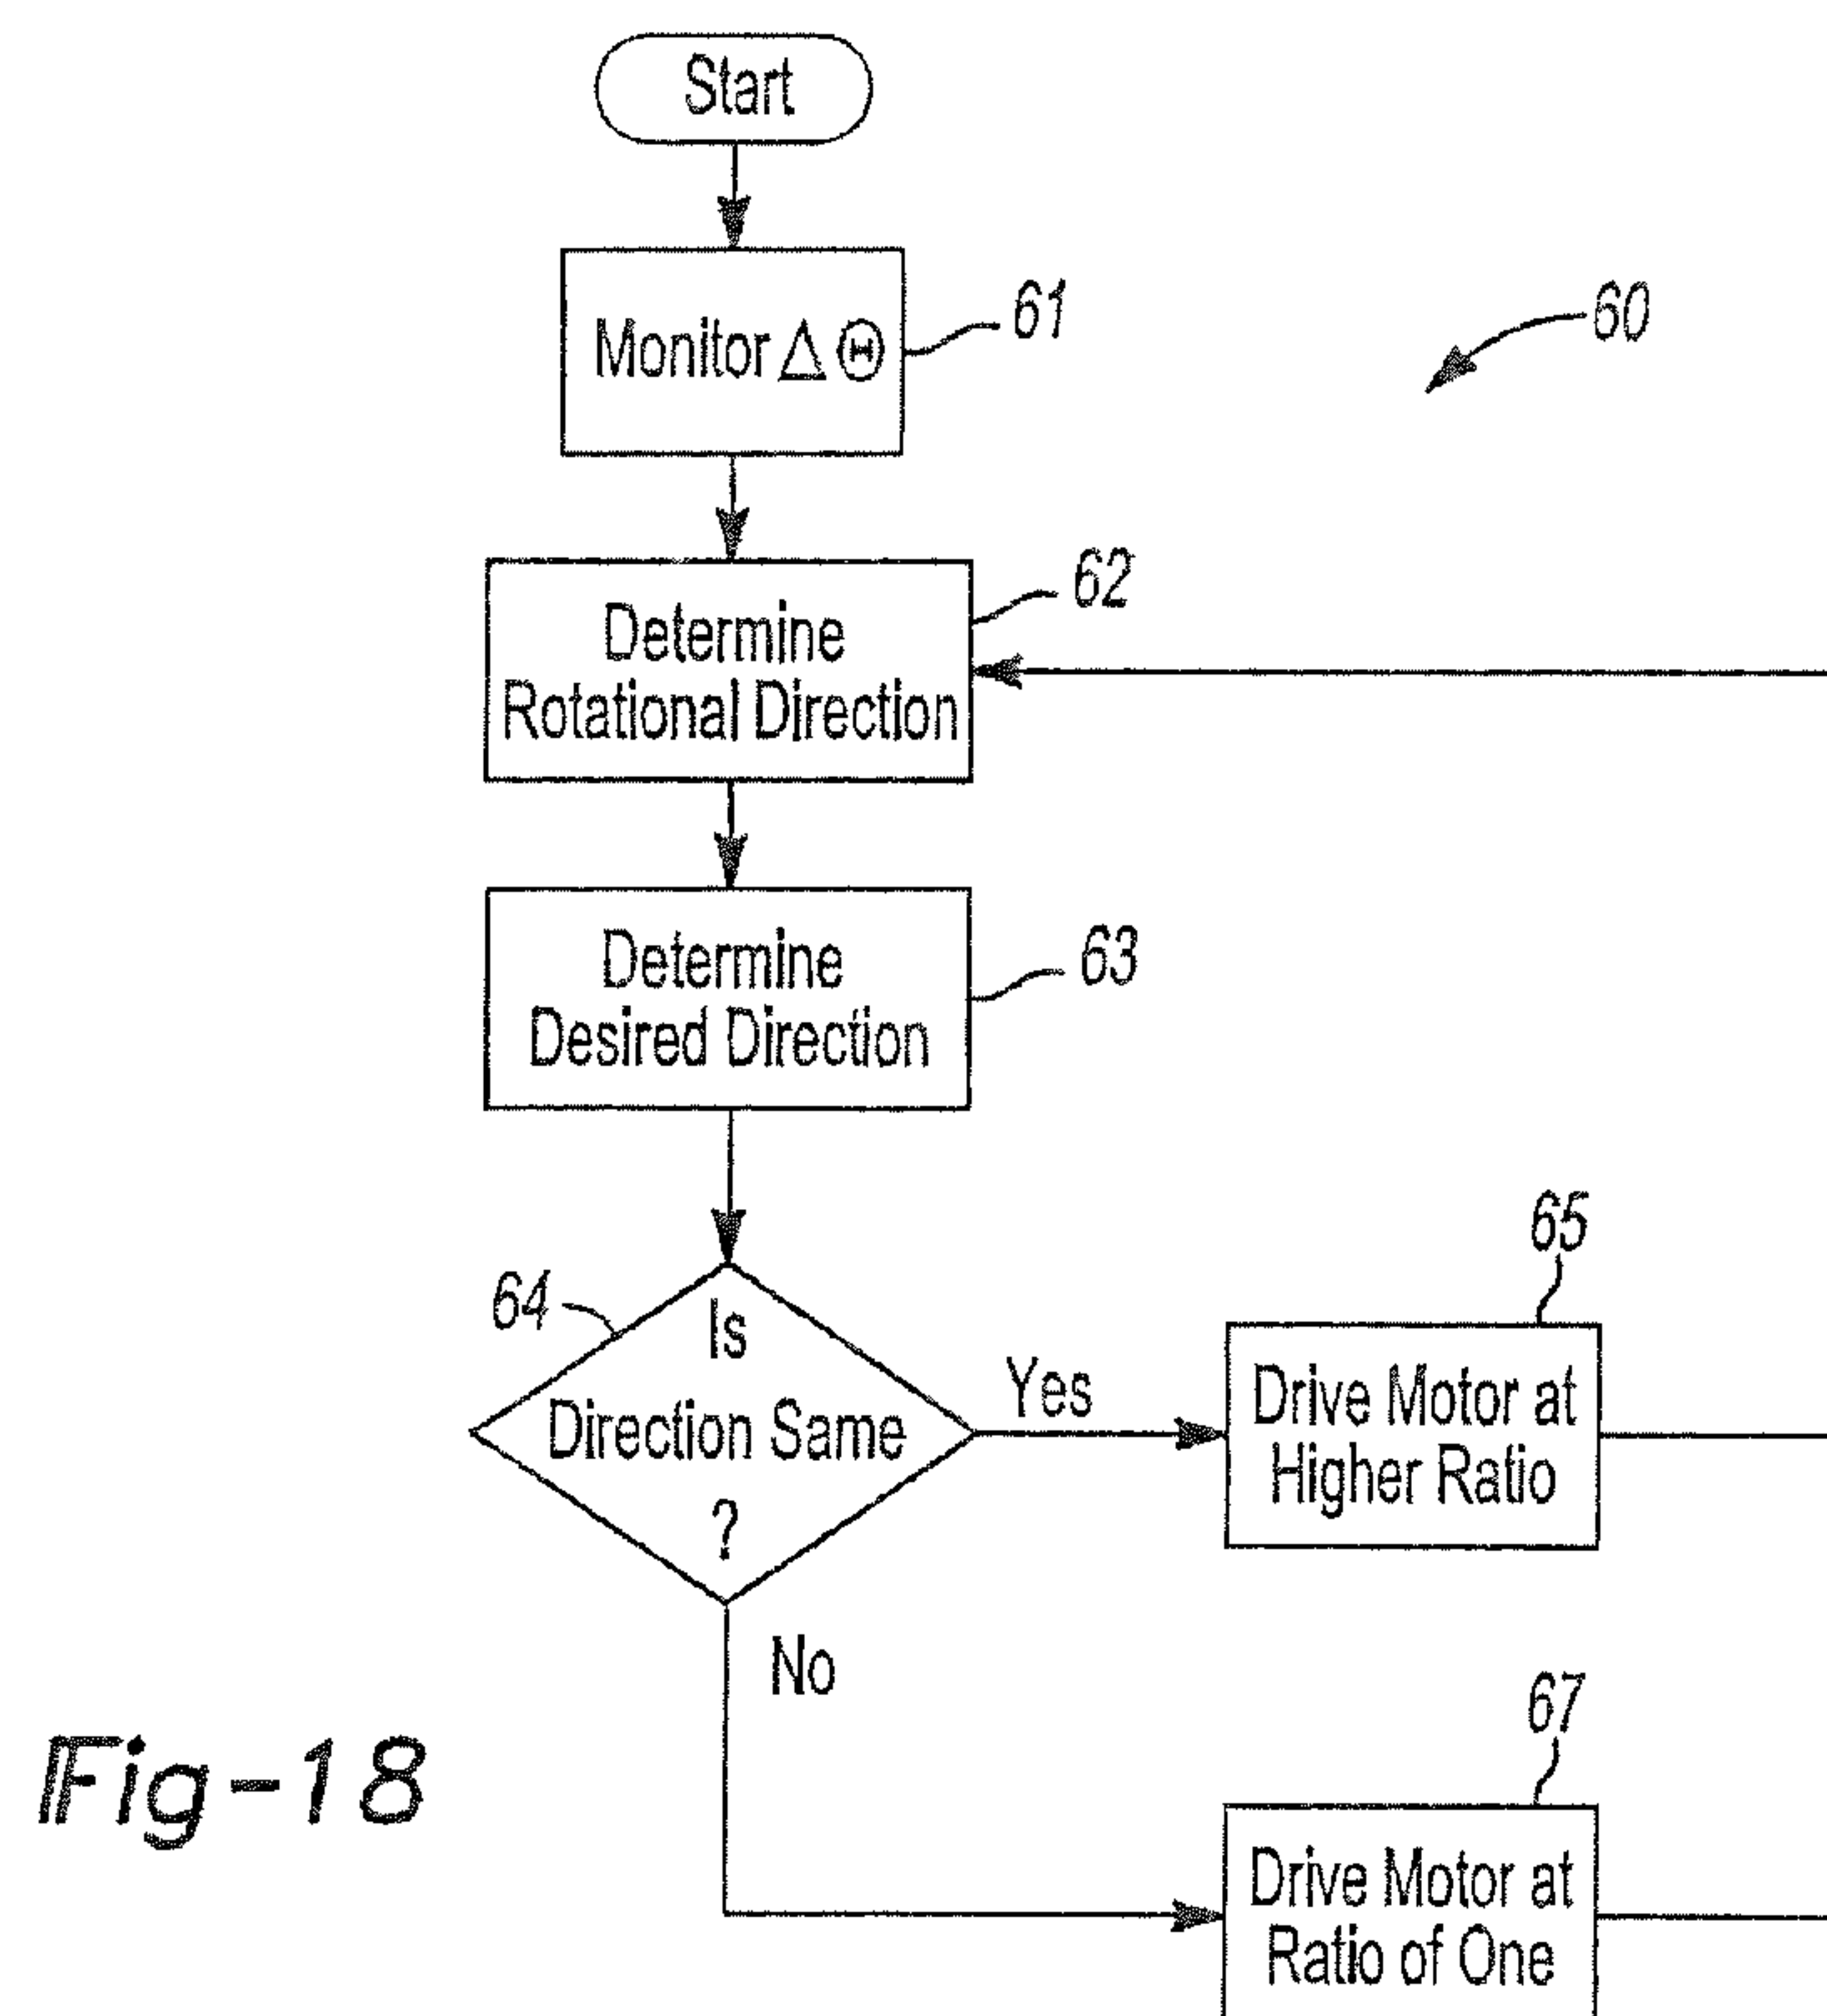 Start
Monitor Δ Θ
61
60
Determine
Rotational Direction
62
Determine
Desired Direction
63
64
Is
Direction Same
?
Yes
65
Drive Motor at
Higher Ratio
No
67
Drive Motor at
Ratio of One
Fig-18